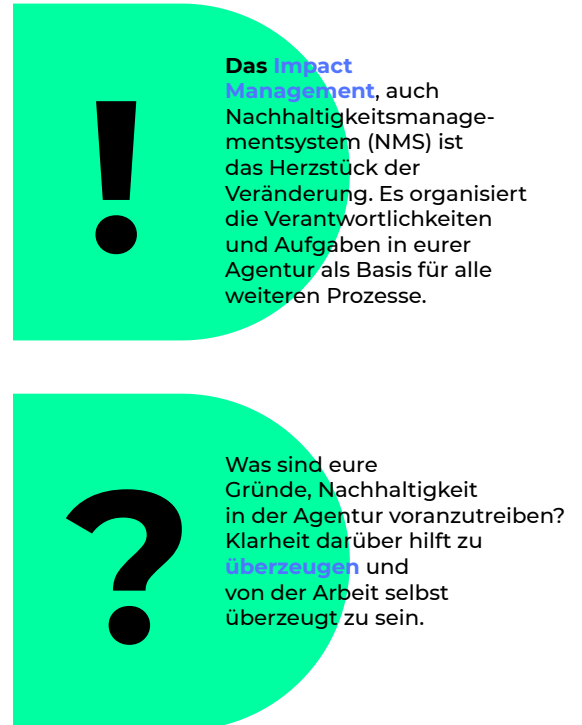 !
Das Impact
Management, auch
Nachhaltigkeitsmanage-
mentsystem (NMS) ist
das Herzstück der
Veränderung. Es organisiert
die Verantwortlichkeiten
und Aufgaben in eurer
Agentur als Basis für alle
weiteren Prozesse.
?
Was sind eure
Gründe, Nachhaltigkeit
in der Agentur voranzutreiben?
Klarheit darüber hilft zu
überzeugen und
von der Arbeit selbst
überzeugt zu sein.